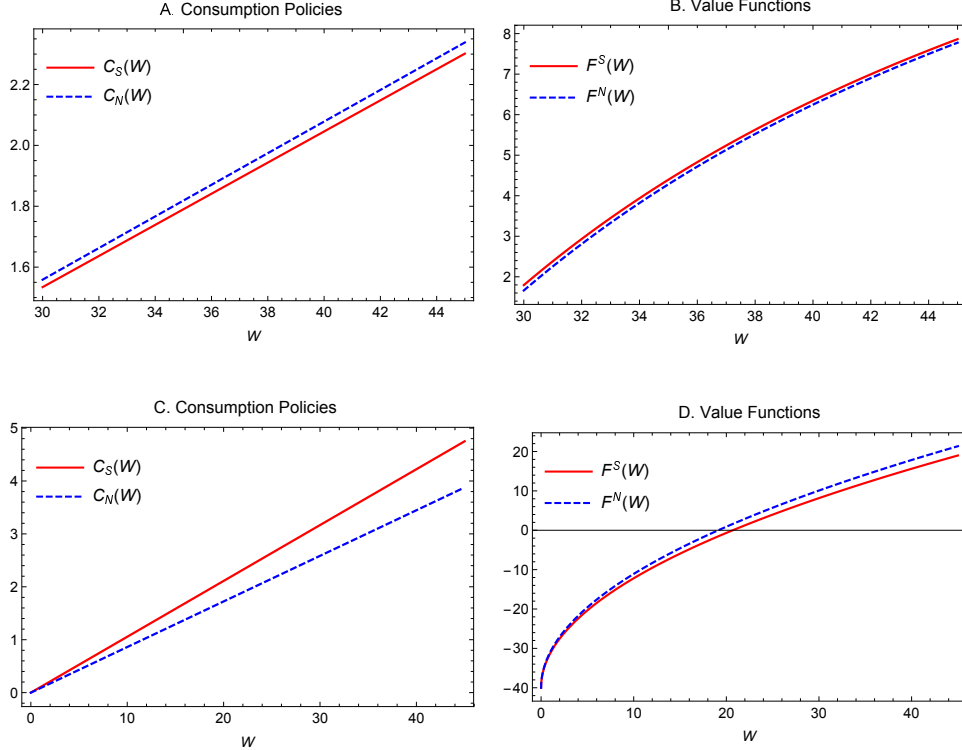 A. Consumption Policies
C_S(W)
C_N(W)
2.2
2.0
1.8
1.6
30 32 34 36 38 40 42 44
W
B. Value Functions
F^S(W)
F^N(W)
8
7
6
5
4
3
2
30 32 34 36 38 40 42 44
W
C. Consumption Policies
C_S(W)
C_N(W)
5
4
3
2
1
0
0 10 20 30 40
W
D. Value Functions
F^S(W)
F^N(W)
20
10
0
-10
-20
-30
-40
0 10 20 30 40
W